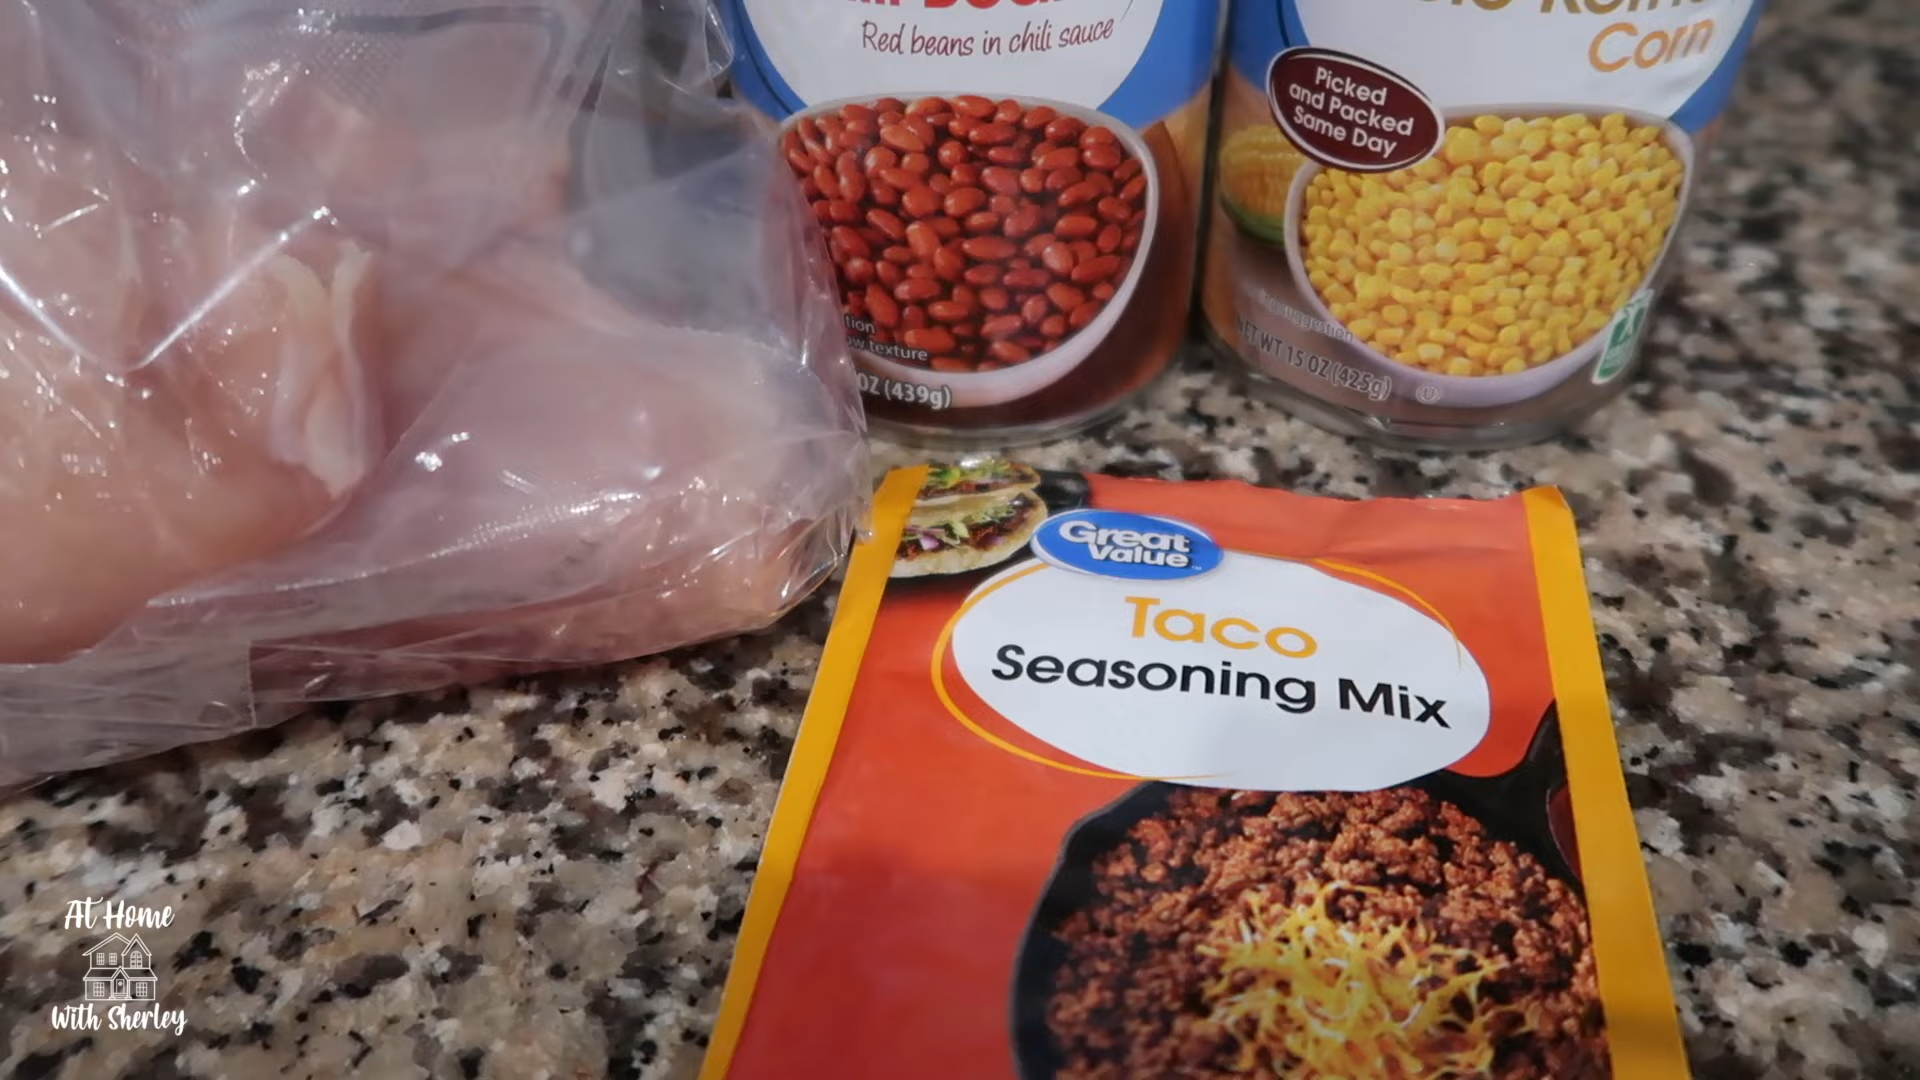 Red beans in chili sauce
Corn
Picked
and Packed
Same Day
texture
OZ (439g)
NET WT 15 OZ (425g)
Great
Value
Taco
Seasoning Mix
At Home
With Sherley